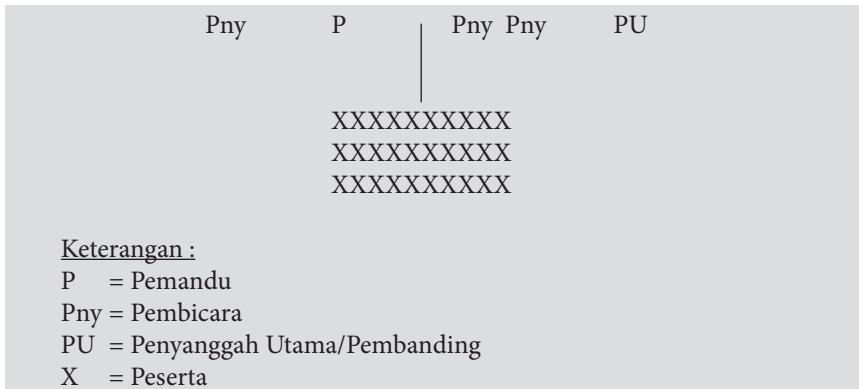 Pny P Pny Pny PU
XXXXXXXXXX
XXXXXXXXXX
XXXXXXXXXX
Keterangan :
P = Pemandu
Pny = Pembicara
PU = Penyanggah Utama/Pembanding
X = Peserta